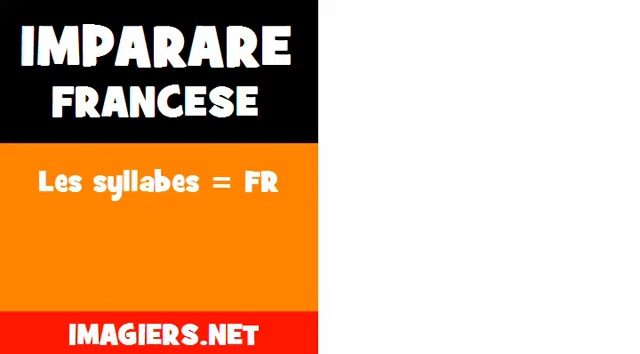 IMPARARE
FRANCESE
Les syllabes = FR
IMAGIERS.NET